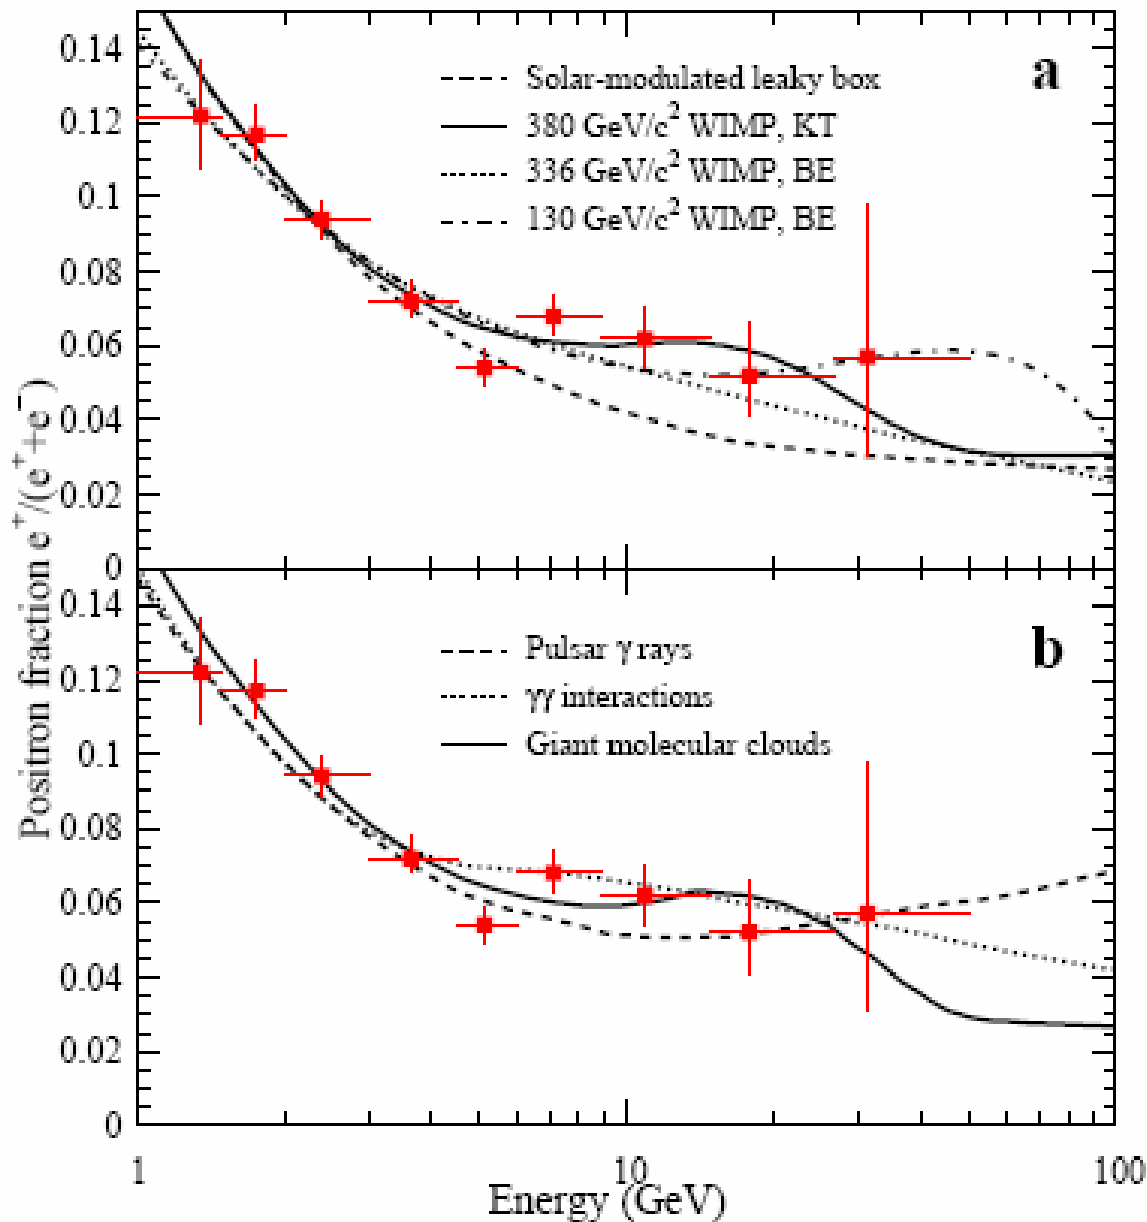 a
Solar-modulated leaky box
380 GeV/c² WIMP, KT
336 GeV/c² WIMP, BE
130 GeV/c² WIMP, BE
0.14
0.12
0.1
0.08
0.06
0.04
0.02
0
b
Pulsar γ rays
γγ interactions
Giant molecular clouds
0.14
0.12
0.1
0.08
0.06
0.04
0.02
0
Positron fraction e⁺/(e⁺+e⁻)
1 10 100
Energy (GeV)